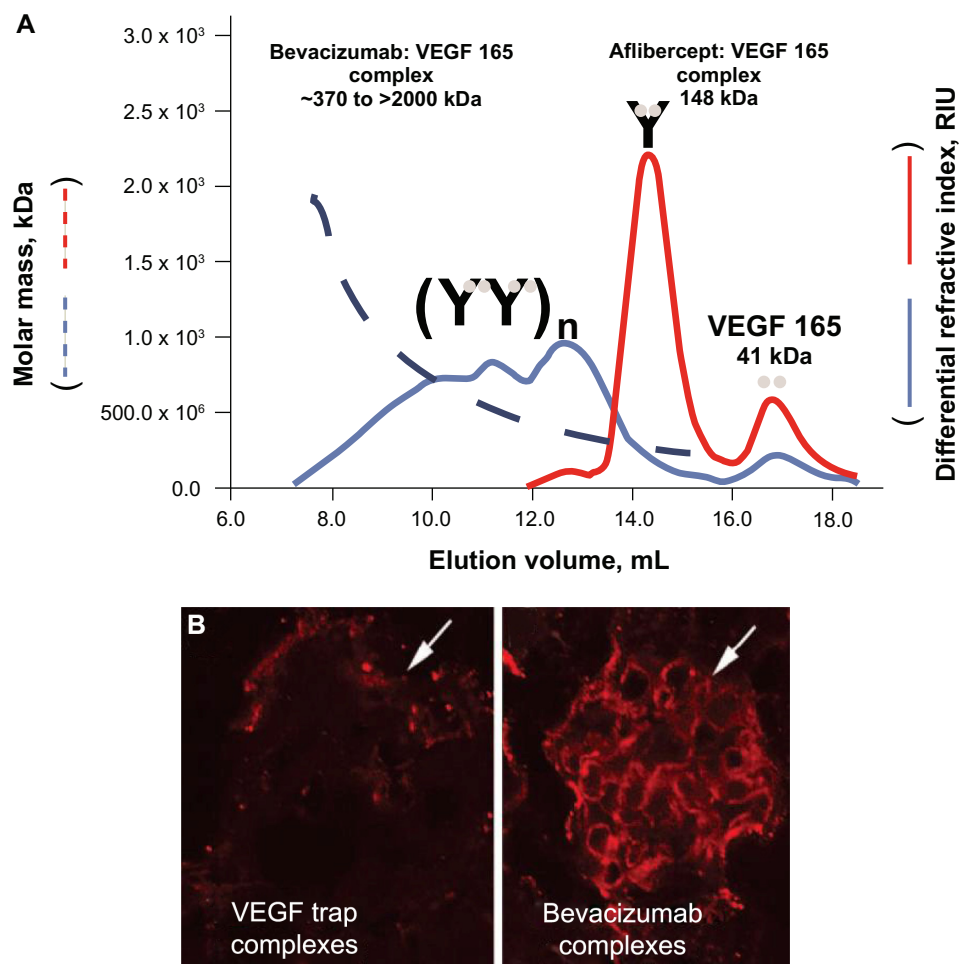 A
Bevacizumab: VEGF 165
complex
~370 to >2000 kDa
Aflibercept: VEGF 165
complex
148 kDa
Y
(YY)n
VEGF 165
41 kDa
3.0 x 10³
2.5 x 10³
2.0 x 10³
1.5 x 10³
1.0 x 10³
500.0 x 10⁶
0.0
6.0 8.0 10.0 12.0 14.0 16.0 18.0
Elution volume, mL
Molar mass, kDa
( )
Differential refractive index, RIU
( )
B
VEGF trap
complexes
Bevacizumab
complexes